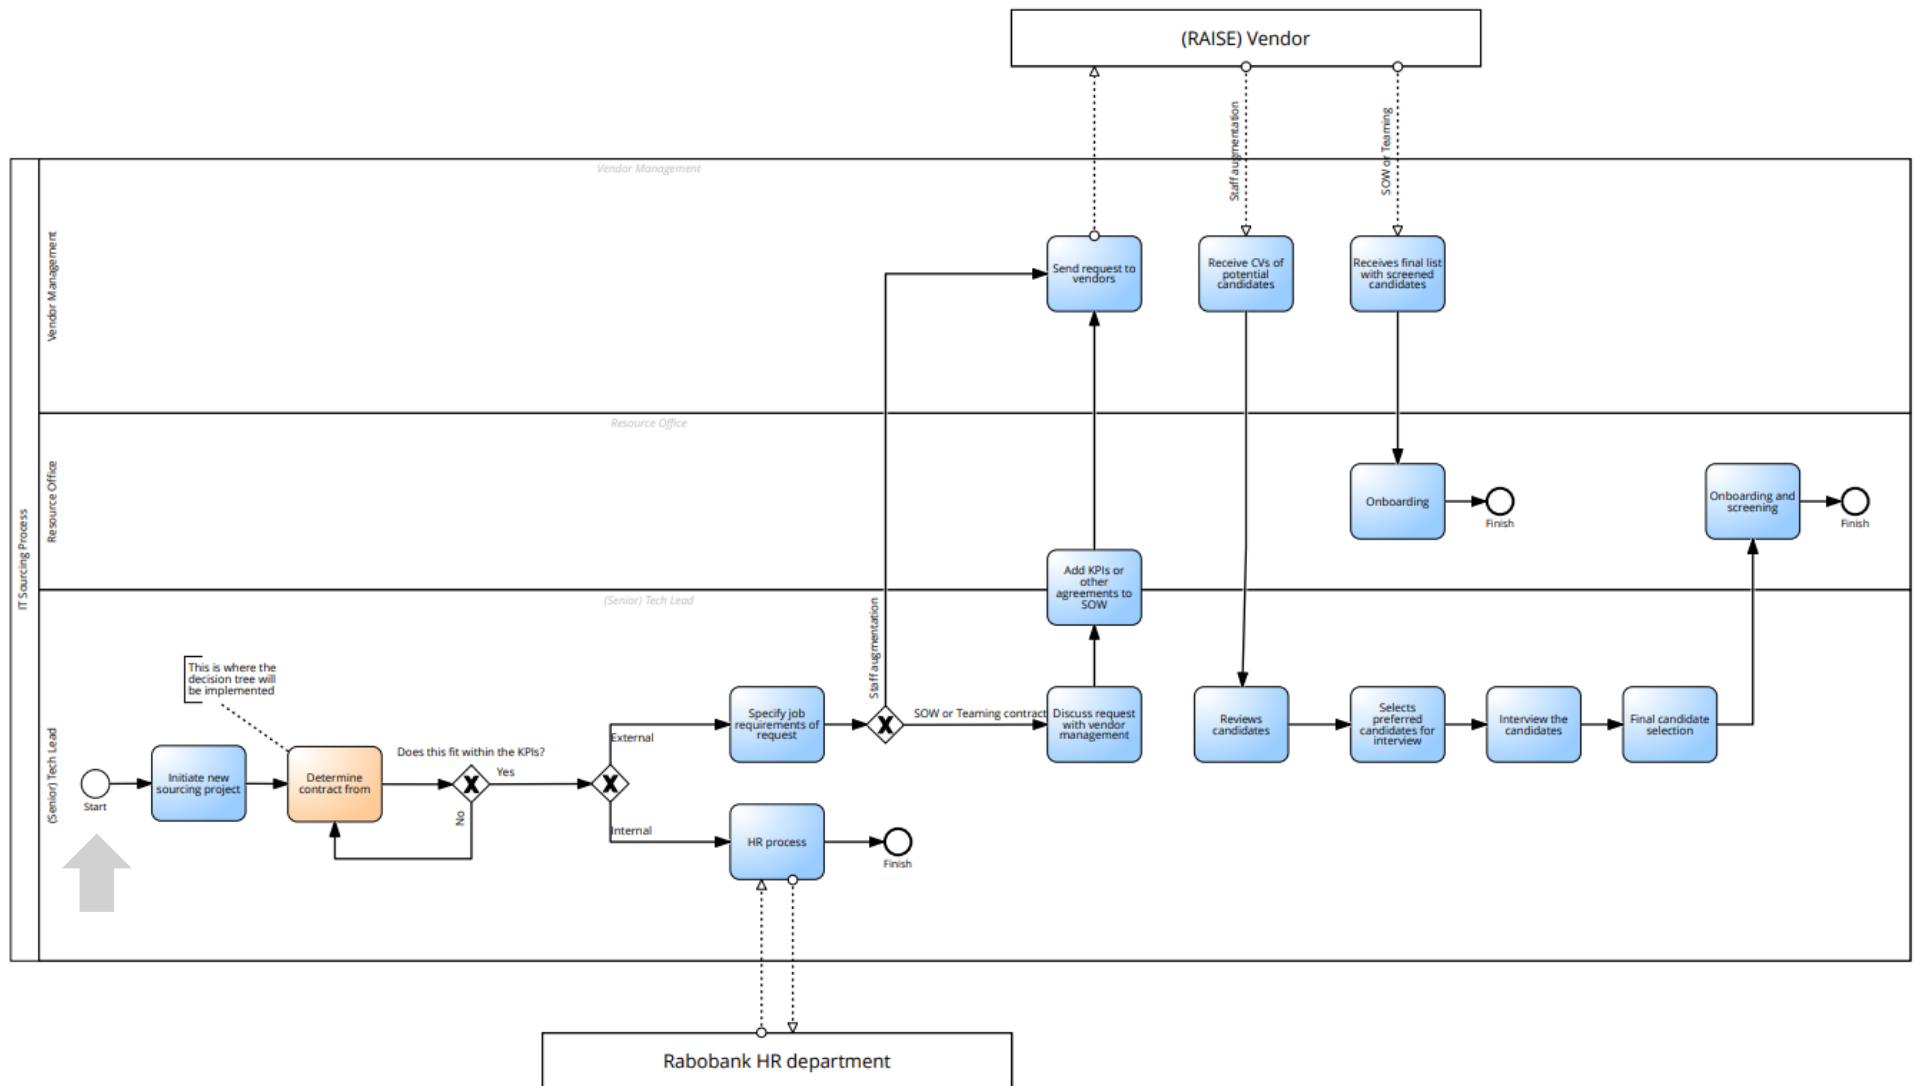 (RAISE) Vendor
Staff augmentation
SOW or Teaming
IT Sourcing Process
Vendor Management
Vendor Management
Send request to
vendors
Receive CVs of
potential
candidates
Receives final list
with screened
candidates
Resource Office
Resource Office
Onboarding
Finish
Onboarding and
screening
Finish
Add KPIs or
other
agreements to
SOW
(Senior) Tech Lead
(Senior) Tech Lead
This is where the
decision tree will
be implemented
Start
Initiate new
sourcing project
Determine
contract from
Does this fit within the KPIs?
Yes
No
External
Internal
Specify job
requirements of
request
HR process
Finish
Staff augmentation
SOW or Teaming contract
Discuss request
with vendor
management
Reviews
candidates
Selects
preferred
candidates for
interview
Interview the
candidates
Final candidate
selection
Rabobank HR department